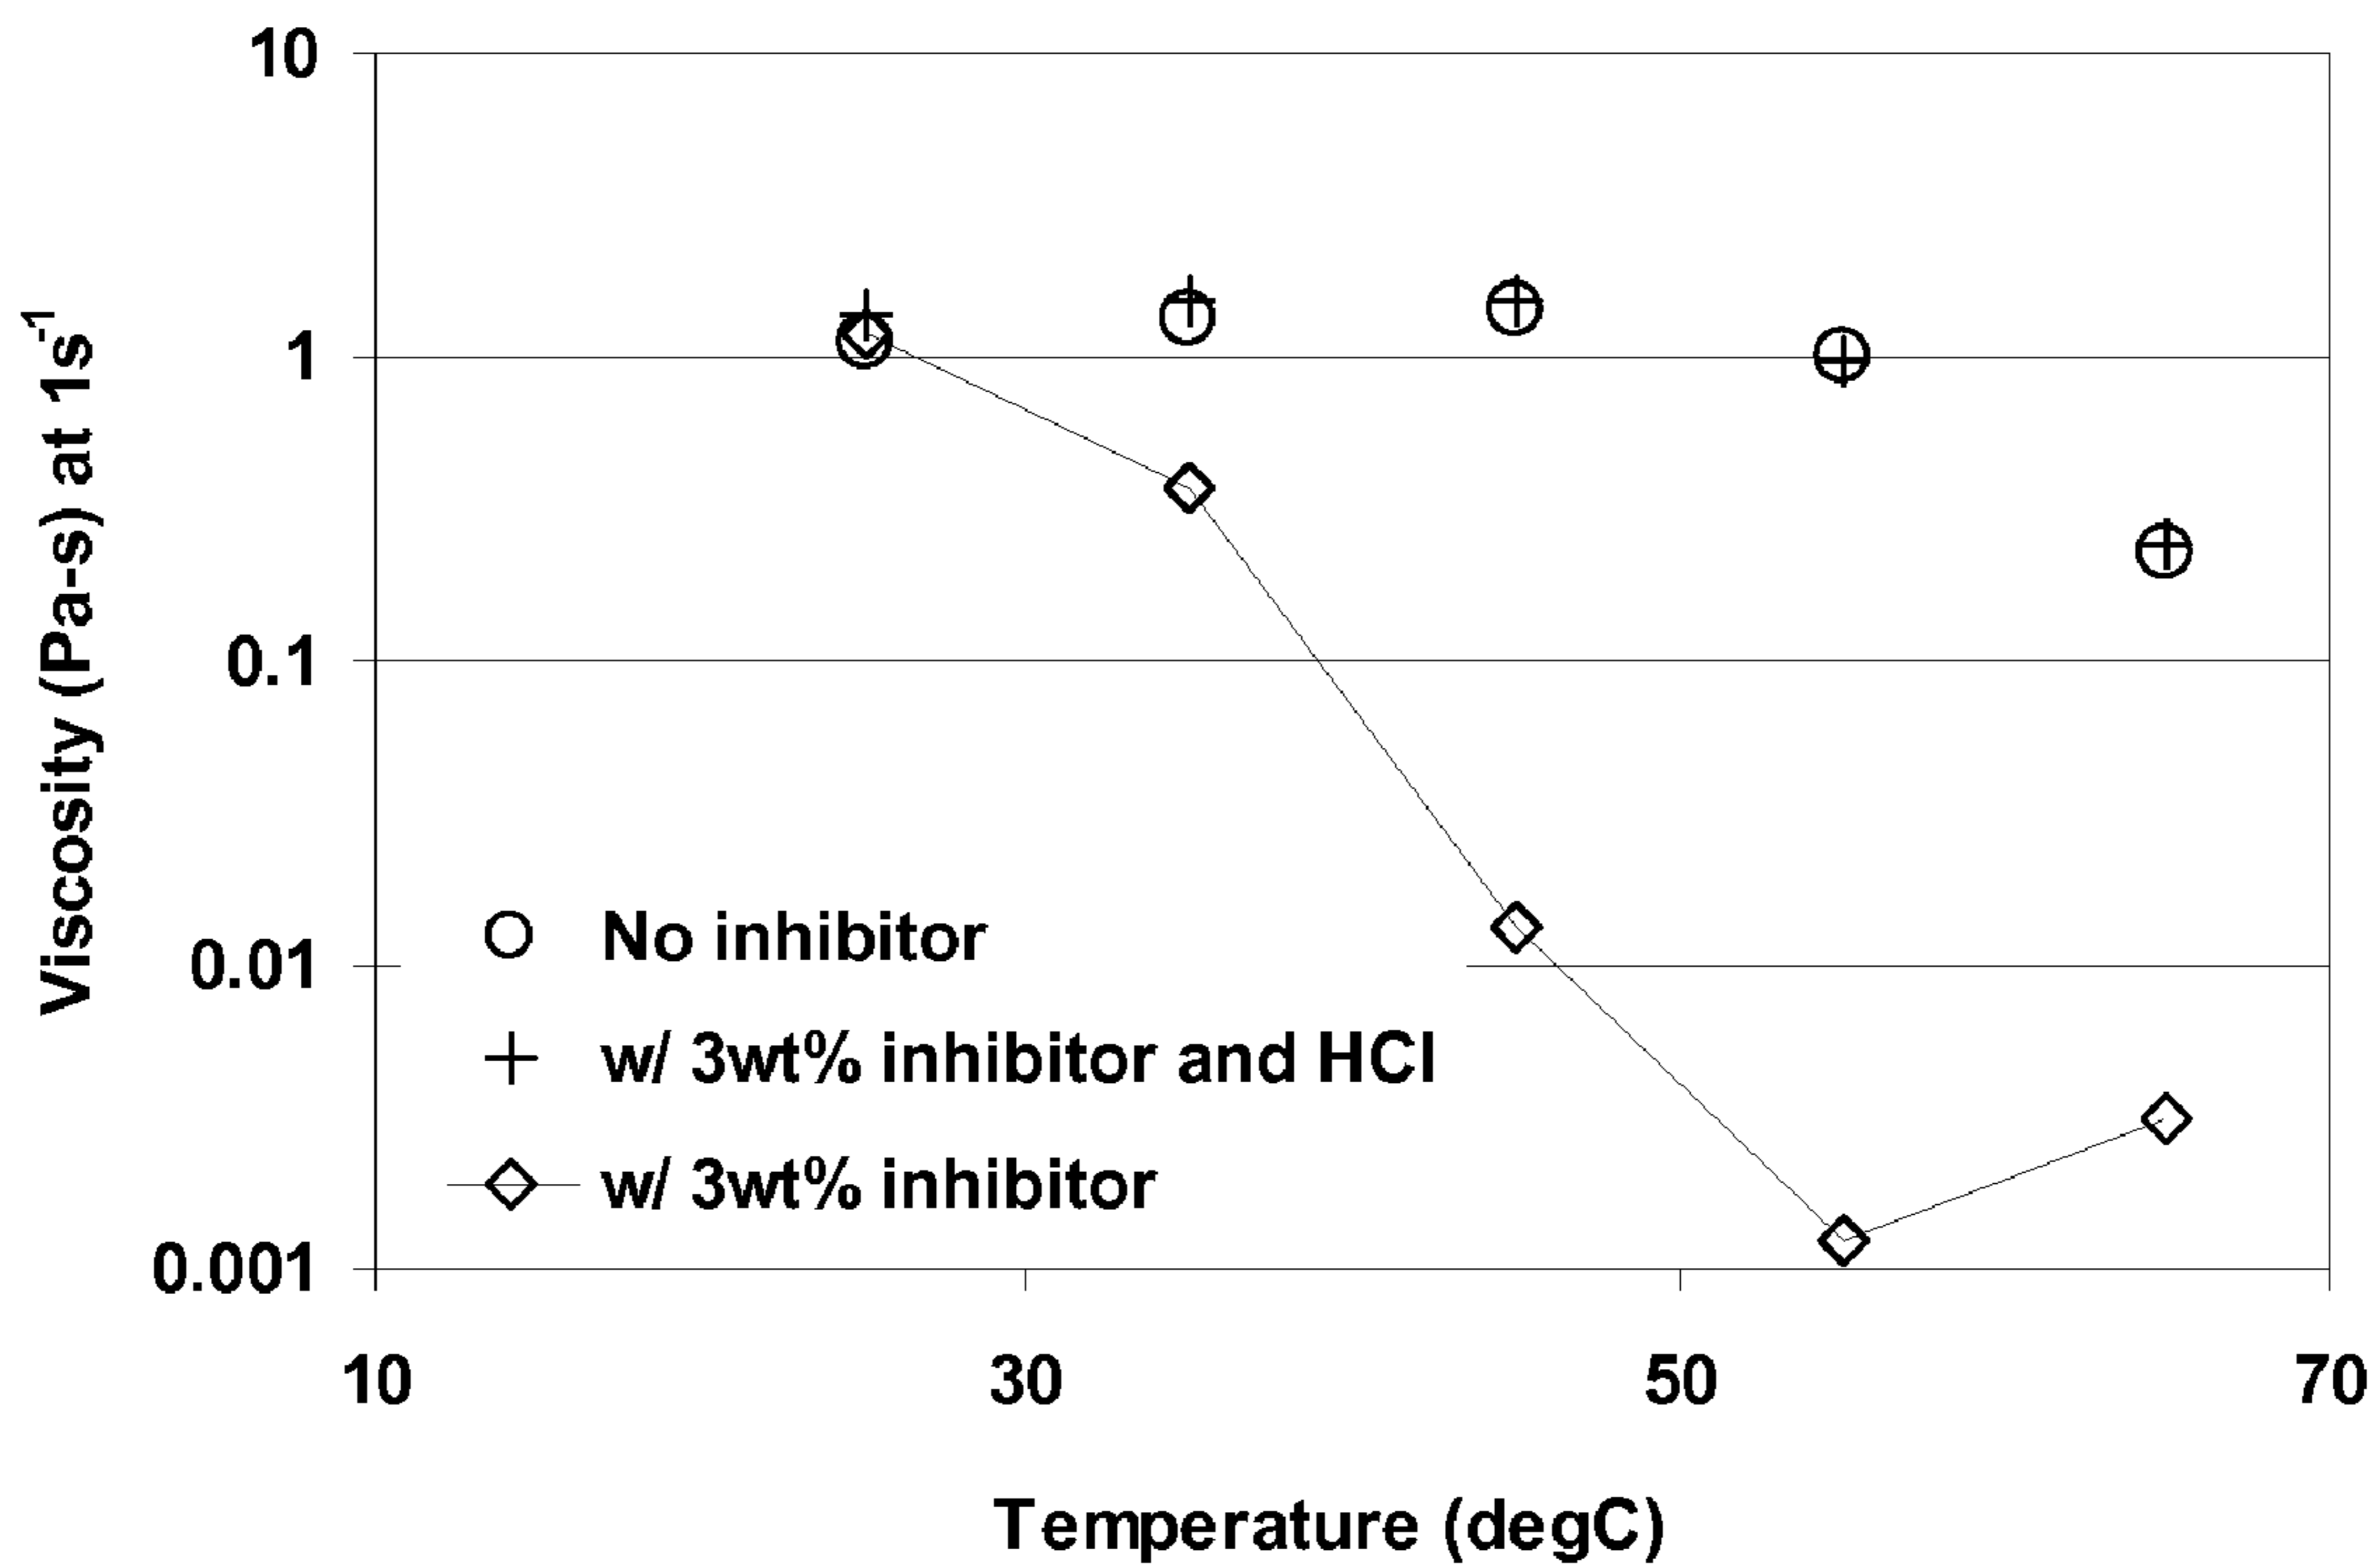 10
1
0.1
0.01
0.001
Viscosity (Pa-s) at 1s-1
No inhibitor
w/ 3wt% inhibitor and HCl
w/ 3wt% inhibitor
10 30 50 70
Temperature (degC)